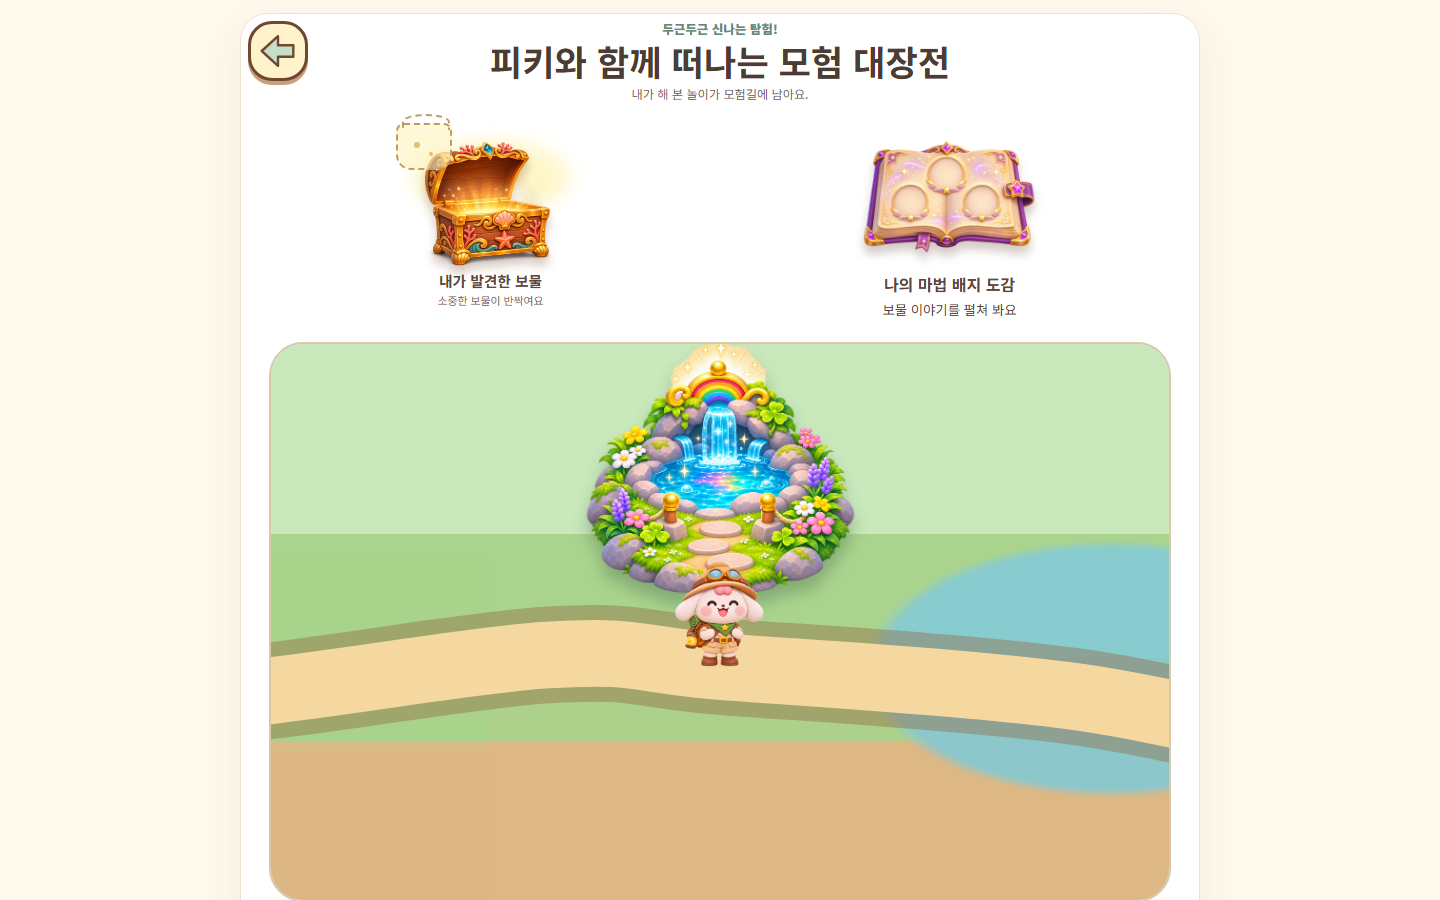 두근두근 신나는 탐험!
피키와 함께 떠나는 모험 대장전
내가 해 본 놀이가 모험길에 남아요.
내가 발견한 보물
소중한 보물이 반짝여요
나의 마법 배지 도감
보물 이야기를 펼쳐 봐요